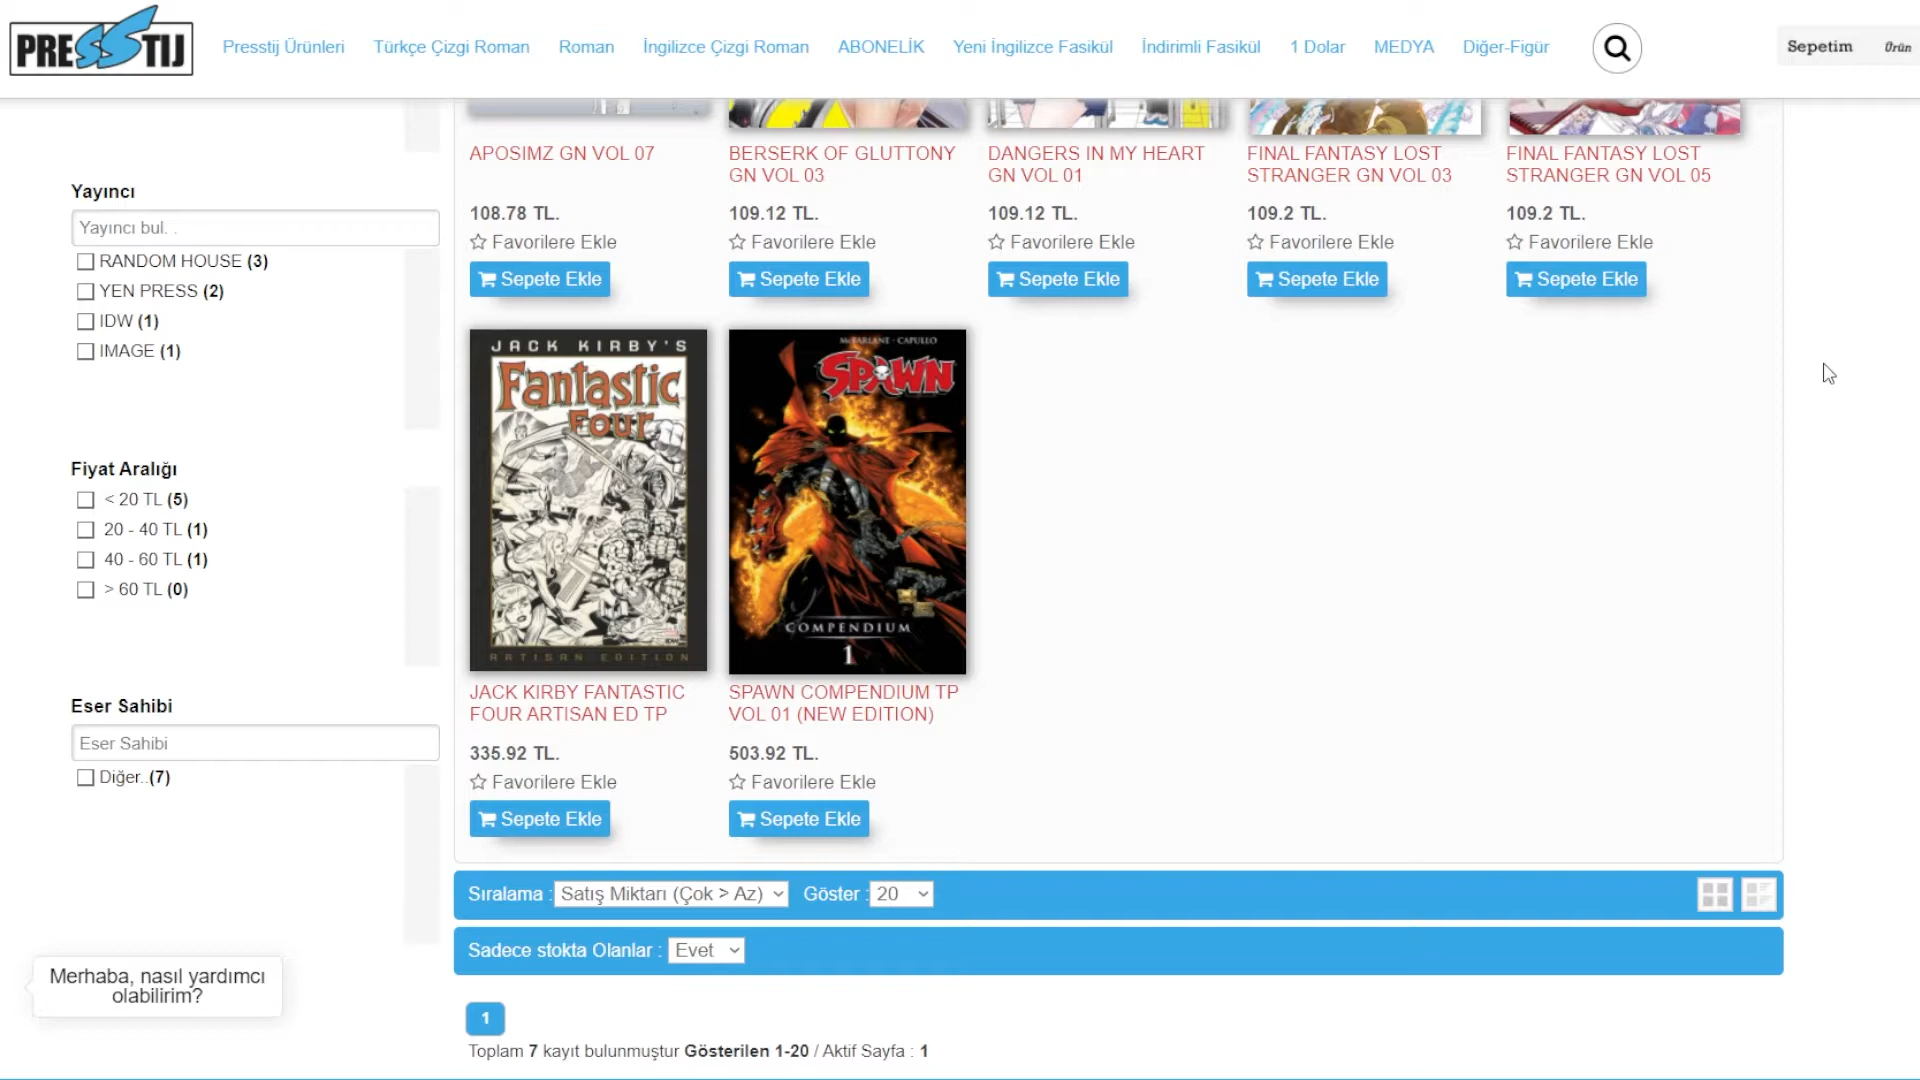 PRESSTIJ
Presstij Ürünleri
Türkçe Çizgi Roman
Roman
İngilizce Çizgi Roman
ABONELİK
Yeni İngilizce Fasikül
İndirimli Fasikül
1 Dolar
MEDYA
Diğer-Figür
Sepetim
Ürün
Yayıncı
Yayıncı bul. .
RANDOM HOUSE (3)
YEN PRESS (2)
IDW (1)
IMAGE (1)
Fiyat Aralığı
< 20 TL (5)
20 - 40 TL (1)
40 - 60 TL (1)
> 60 TL (0)
Eser Sahibi
Eser Sahibi
Diğer..(7)
Merhaba, nasıl yardımcı
olabilirim?
APOSIMZ GN VOL 07
108.78 TL.
Favorilere Ekle
Sepete Ekle
BERSERK OF GLUTTONY
GN VOL 03
109.12 TL.
Favorilere Ekle
Sepete Ekle
DANGERS IN MY HEART
GN VOL 01
109.12 TL.
Favorilere Ekle
Sepete Ekle
FINAL FANTASY LOST
STRANGER GN VOL 03
109.2 TL.
Favorilere Ekle
Sepete Ekle
FINAL FANTASY LOST
STRANGER GN VOL 05
109.2 TL.
Favorilere Ekle
Sepete Ekle
JACK KIRBY'S
Fantastic
Four
ARTISAN EDITION
JACK KIRBY FANTASTIC
FOUR ARTISAN ED TP
335.92 TL.
Favorilere Ekle
Sepete Ekle
McFARLANE · CAPULLO
SPAWN
COMPENDIUM
1
SPAWN COMPENDIUM TP
VOL 01 (NEW EDITION)
503.92 TL.
Favorilere Ekle
Sepete Ekle
Sıralama : Satış Miktarı (Çok > Az) Göster : 20
Sadece stokta Olanlar : Evet
1
Toplam 7 kayıt bulunmuştur Gösterilen 1-20 / Aktif Sayfa : 1